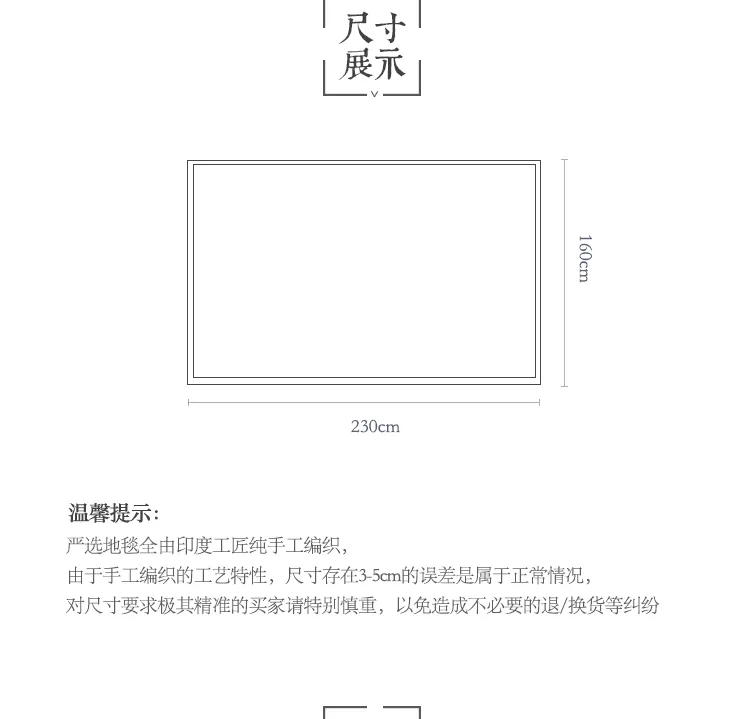 尺寸
展示
160cm
230cm
温馨提示：
严选地毯全由印度工匠纯手工编织，
由于手工编织的工艺特性，尺寸存在3-5cm的误差是属于正常情况，
对尺寸要求极其精准的买家请特别慎重，以免造成不必要的退/换货等纠纷